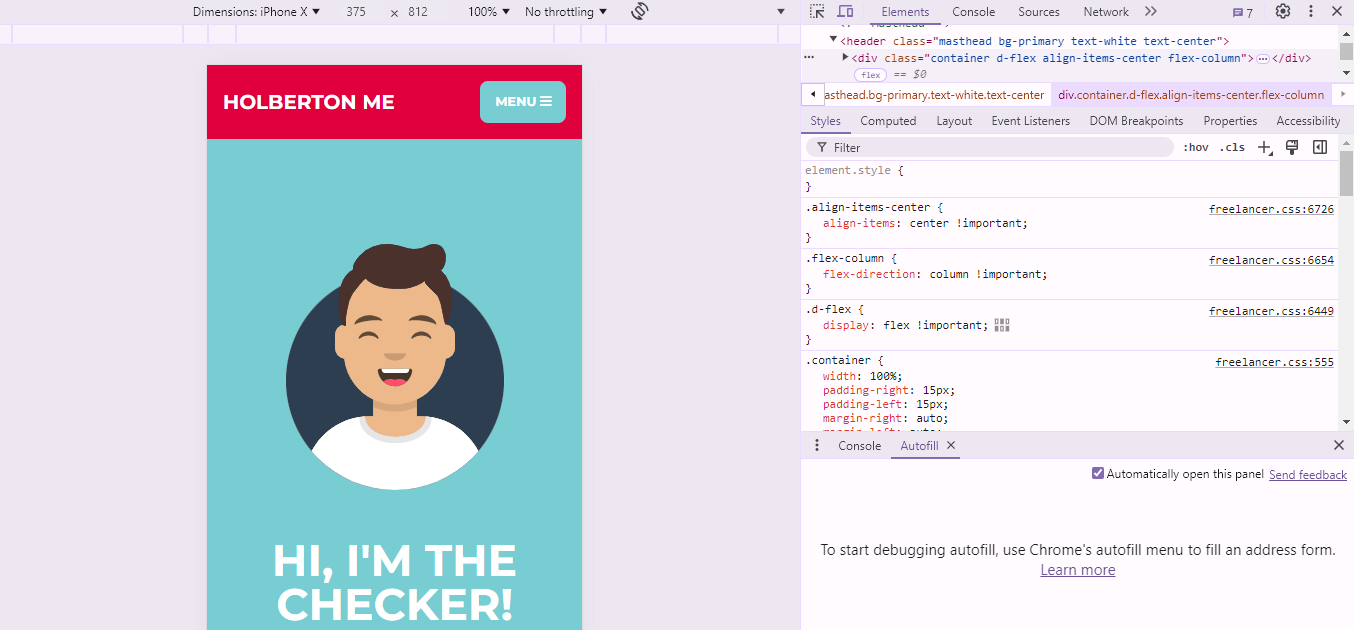 Dimensions: iPhone X ▼ 375 × 812 100% ▼ No throttling ▼
Elements Console Sources Network 7
<header class="masthead bg-primary text-white text-center">
<div class="container d-flex align-items-center flex-column"> </div>
flex == $0
asthead.bg-primary.text-white.text-center div.container.d-flex.align-items-center.flex-column
Styles Computed Layout Event Listeners DOM Breakpoints Properties Accessibility
Filter :hov .cls
element.style {
}
.align-items-center { freelancer.css:6726
align-items: center !important;
}
.flex-column { freelancer.css:6654
flex-direction: column !important;
}
.d-flex { freelancer.css:6449
display: flex !important;
}
.container { freelancer.css:555
width: 100%;
padding-right: 15px;
padding-left: 15px;
margin-right: auto;
margin-left: auto;
Console Autofill
Automatically open this panel Send feedback
To start debugging autofill, use Chrome's autofill menu to fill an address form.
Learn more
HOLBERTON ME MENU
HI, I'M THE
CHECKER!